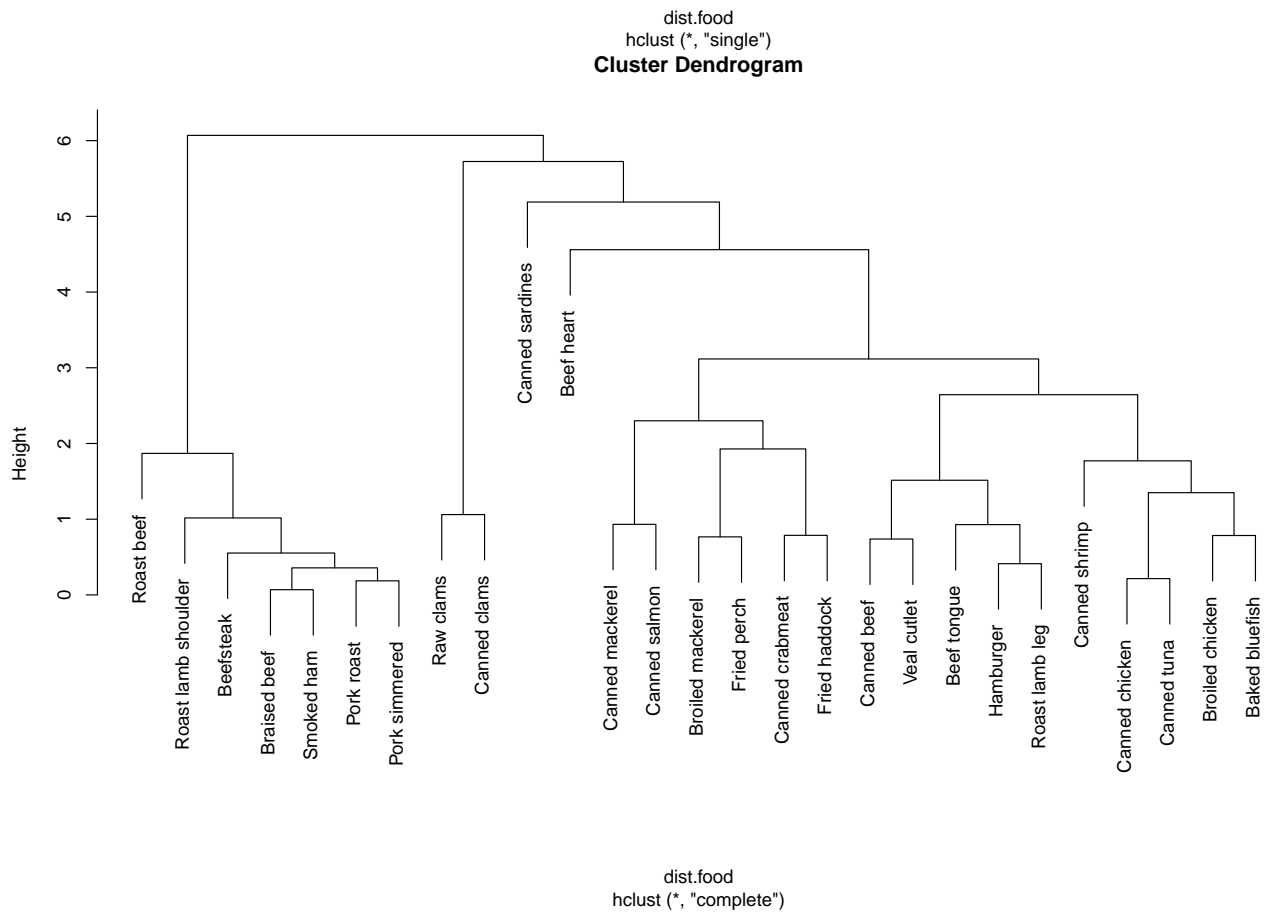 dist.food
hclust (*, "single")
Cluster Dendrogram
Height
6
5
4
3
2
1
0
Roast beef
Roast lamb shoulder
Beefsteak
Braised beef
Smoked ham
Pork roast
Pork simmered
Raw clams
Canned clams
Canned sardines
Beef heart
Canned mackerel
Canned salmon
Broiled mackerel
Fried perch
Canned crabmeat
Fried haddock
Canned beef
Veal cutlet
Beef tongue
Hamburger
Roast lamb leg
Canned shrimp
Canned chicken
Canned tuna
Broiled chicken
Baked bluefish
dist.food
hclust (*, "complete")